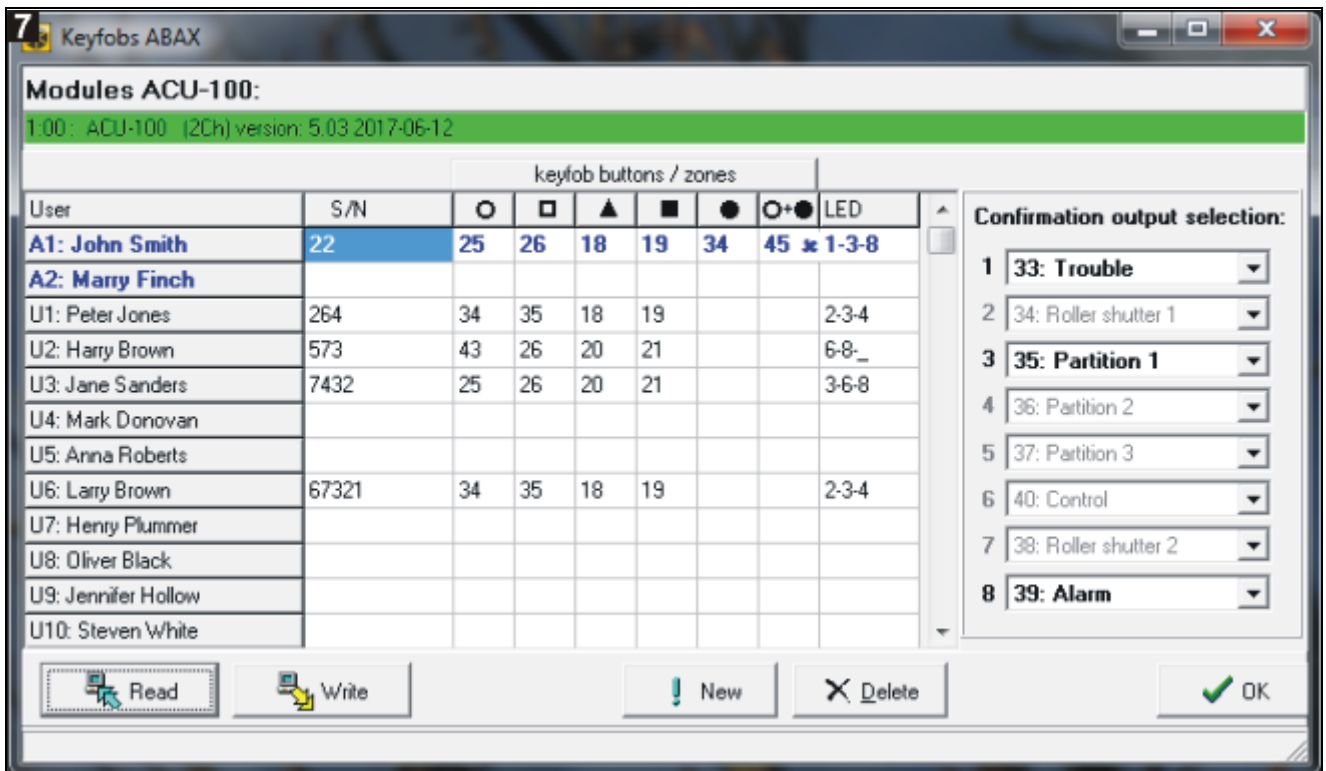 7
Keyfobs ABAX
Modules ACU-100:
1:00 : ACU-100 (2Ch) version: 5.03 2017-06-12
keyfob buttons / zones
User S/N ○ □ ▲ ■ ● ○+● LED
A1: John Smith 22 25 26 18 19 34 45 × 1-3-8
A2: Marry Finch
U1: Peter Jones 264 34 35 18 19 2-3-4
U2: Harry Brown 573 43 26 20 21 6-8-_
U3: Jane Sanders 7432 25 26 20 21 3-6-8
U4: Mark Donovan
U5: Anna Roberts
U6: Larry Brown 67321 34 35 18 19 2-3-4
U7: Henry Plummer
U8: Oliver Black
U9: Jennifer Hollow
U10: Steven White
Confirmation output selection:
1 33: Trouble
2 34: Roller shutter 1
3 35: Partition 1
4 36: Partition 2
5 37: Partition 3
6 40: Control
7 38: Roller shutter 2
8 39: Alarm
Read Write New Delete OK